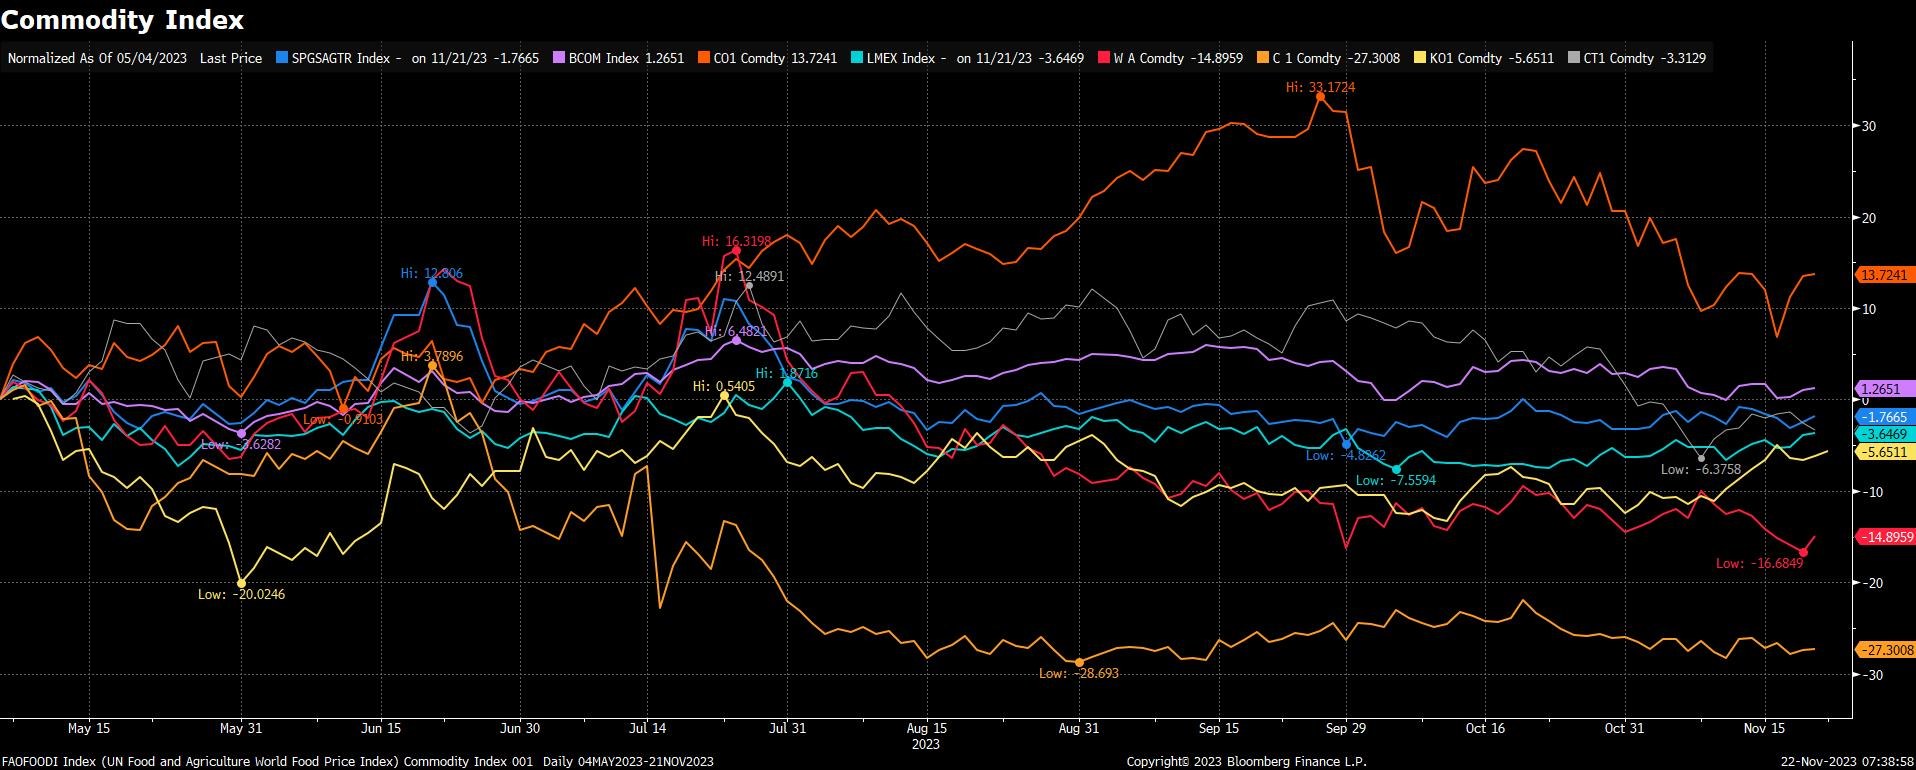 Commodity Index
Normalized As Of 05/04/2023 Last Price SPGSAGTR Index - on 11/21/23 -1.7665 BCOM Index 1.2651 CO1 Comdty 13.7241 LMEX Index - on 11/21/23 -3.6469 W A Comdty -14.8959 C 1 Comdty -27.3008 KO1 Comdty -5.6511 CT1 Comdty -3.3129
Hi: 33.1724
30
20
Hi: 16.3198
Hi: 12.806
Hi: 12.4891
13.7241
10
Hi: 6.4821
Hi: 3.7896
Hi: 1.8716
Hi: 0.5405
1.2651
0
Low: -0.9103
-1.7665
-3.6469
Low: -3.6282
-5.6511
Low: -4.8262
Low: -6.3758
Low: -7.5594
-10
-14.8959
Low: -16.6849
-20
Low: -20.0246
-27.3008
Low: -28.693
-30
May 15 May 31 Jun 15 Jun 30 Jul 14 Jul 31 Aug 15 Aug 31 Sep 15 Sep 29 Oct 16 Oct 31 Nov 15
2023
FAOFOODI Index (UN Food and Agriculture World Food Price Index) Commodity Index 001 Daily 04MAY2023-21NOV2023 Copyright© 2023 Bloomberg Finance L.P. 22-Nov-2023 07:38:58